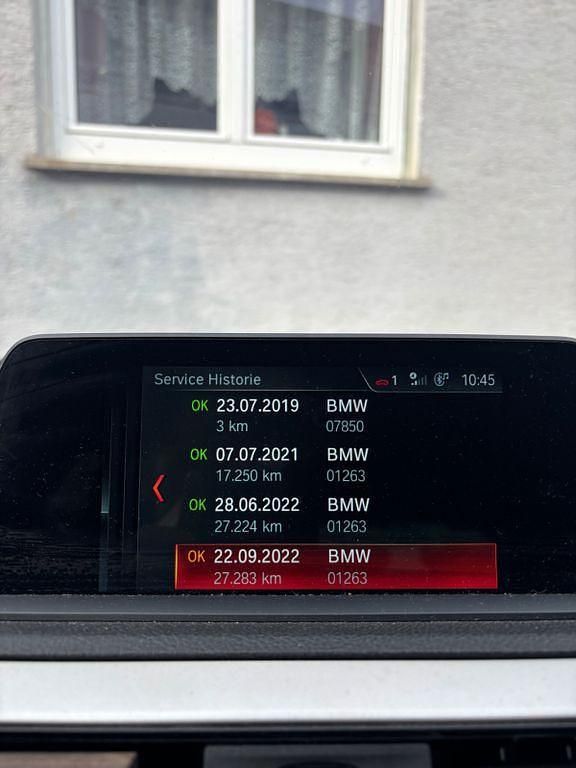 Service Historie 1 10:45
OK 23.07.2019 BMW
3 km 07850
OK 07.07.2021 BMW
17.250 km 01263
OK 28.06.2022 BMW
27.224 km 01263
OK 22.09.2022 BMW
27.283 km 01263